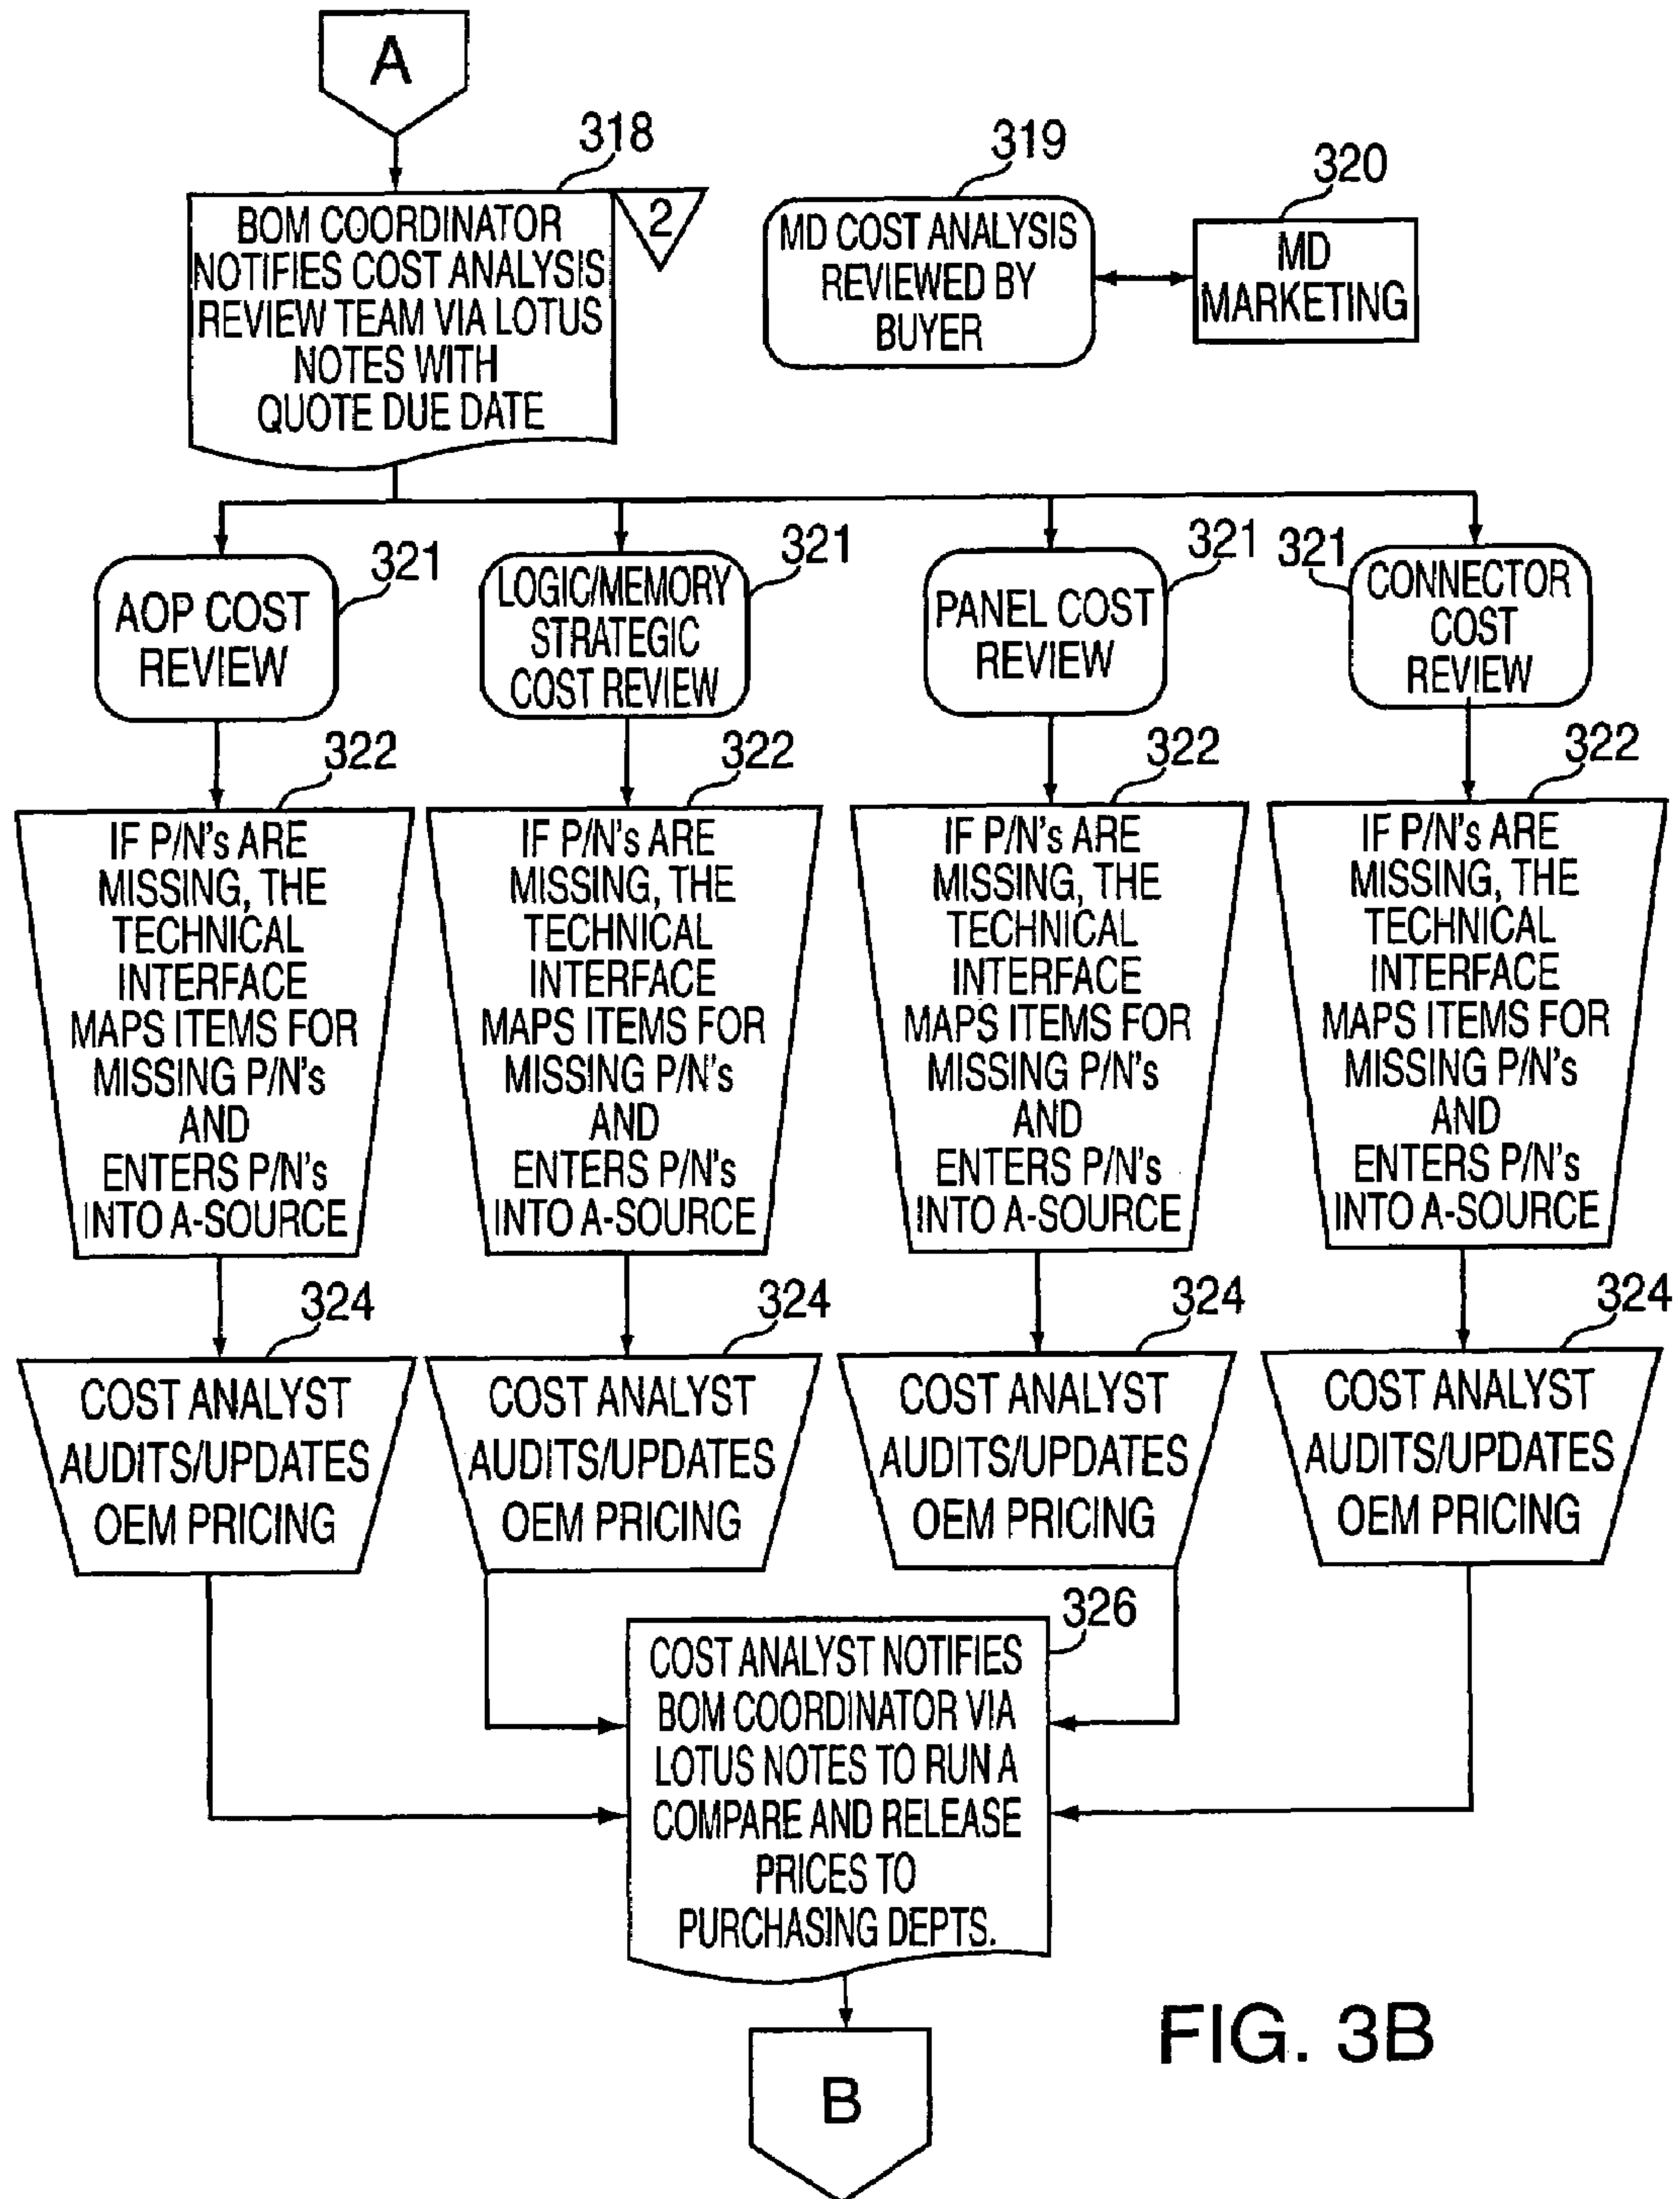 A
318
BOM COORDINATOR
NOTIFIES COST ANALYSIS
REVIEW TEAM VIA LOTUS
NOTES WITH
QUOTE DUE DATE
2
319
MD COST ANALYSIS
REVIEWED BY
BUYER
320
MD
MARKETING
321
AOP COST
REVIEW
321
LOGIC/MEMORY
STRATEGIC
COST REVIEW
321
PANEL COST
REVIEW
321
CONNECTOR
COST
REVIEW
322
IF P/N's ARE
MISSING, THE
TECHNICAL
INTERFACE
MAPS ITEMS FOR
MISSING P/N's
AND
ENTERS P/N's
INTO A-SOURCE
322
IF P/N's ARE
MISSING, THE
TECHNICAL
INTERFACE
MAPS ITEMS FOR
MISSING P/N's
AND
ENTERS P/N's
INTO A-SOURCE
322
IF P/N's ARE
MISSING, THE
TECHNICAL
INTERFACE
MAPS ITEMS FOR
MISSING P/N's
AND
ENTERS P/N's
INTO A-SOURCE
322
IF P/N's ARE
MISSING, THE
TECHNICAL
INTERFACE
MAPS ITEMS FOR
MISSING P/N's
AND
ENTERS P/N's
INTO A-SOURCE
324
COST ANALYST
AUDITS/UPDATES
OEM PRICING
324
COST ANALYST
AUDITS/UPDATES
OEM PRICING
324
COST ANALYST
AUDITS/UPDATES
OEM PRICING
324
COST ANALYST
AUDITS/UPDATES
OEM PRICING
326
COST ANALYST NOTIFIES
BOM COORDINATOR VIA
LOTUS NOTES TO RUN A
COMPARE AND RELEASE
PRICES TO
PURCHASING DEPTS.
B
FIG. 3B